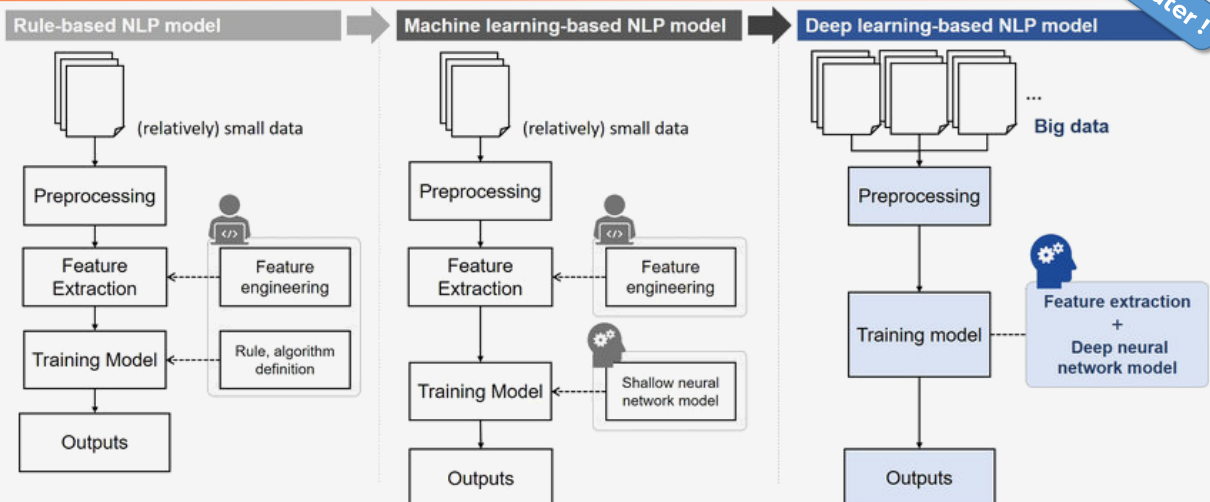 Rule-based NLP model
(relatively) small data
Preprocessing
Feature
Extraction
Feature
engineering
Training Model
Rule, algorithm
definition
Outputs
Machine learning-based NLP model
(relatively) small data
Preprocessing
Feature
Extraction
Feature
engineering
Training Model
Shallow neural
network model
Outputs
Deep learning-based NLP model
...
Big data
Preprocessing
Training model
Feature extraction
+
Deep neural
network model
Outputs